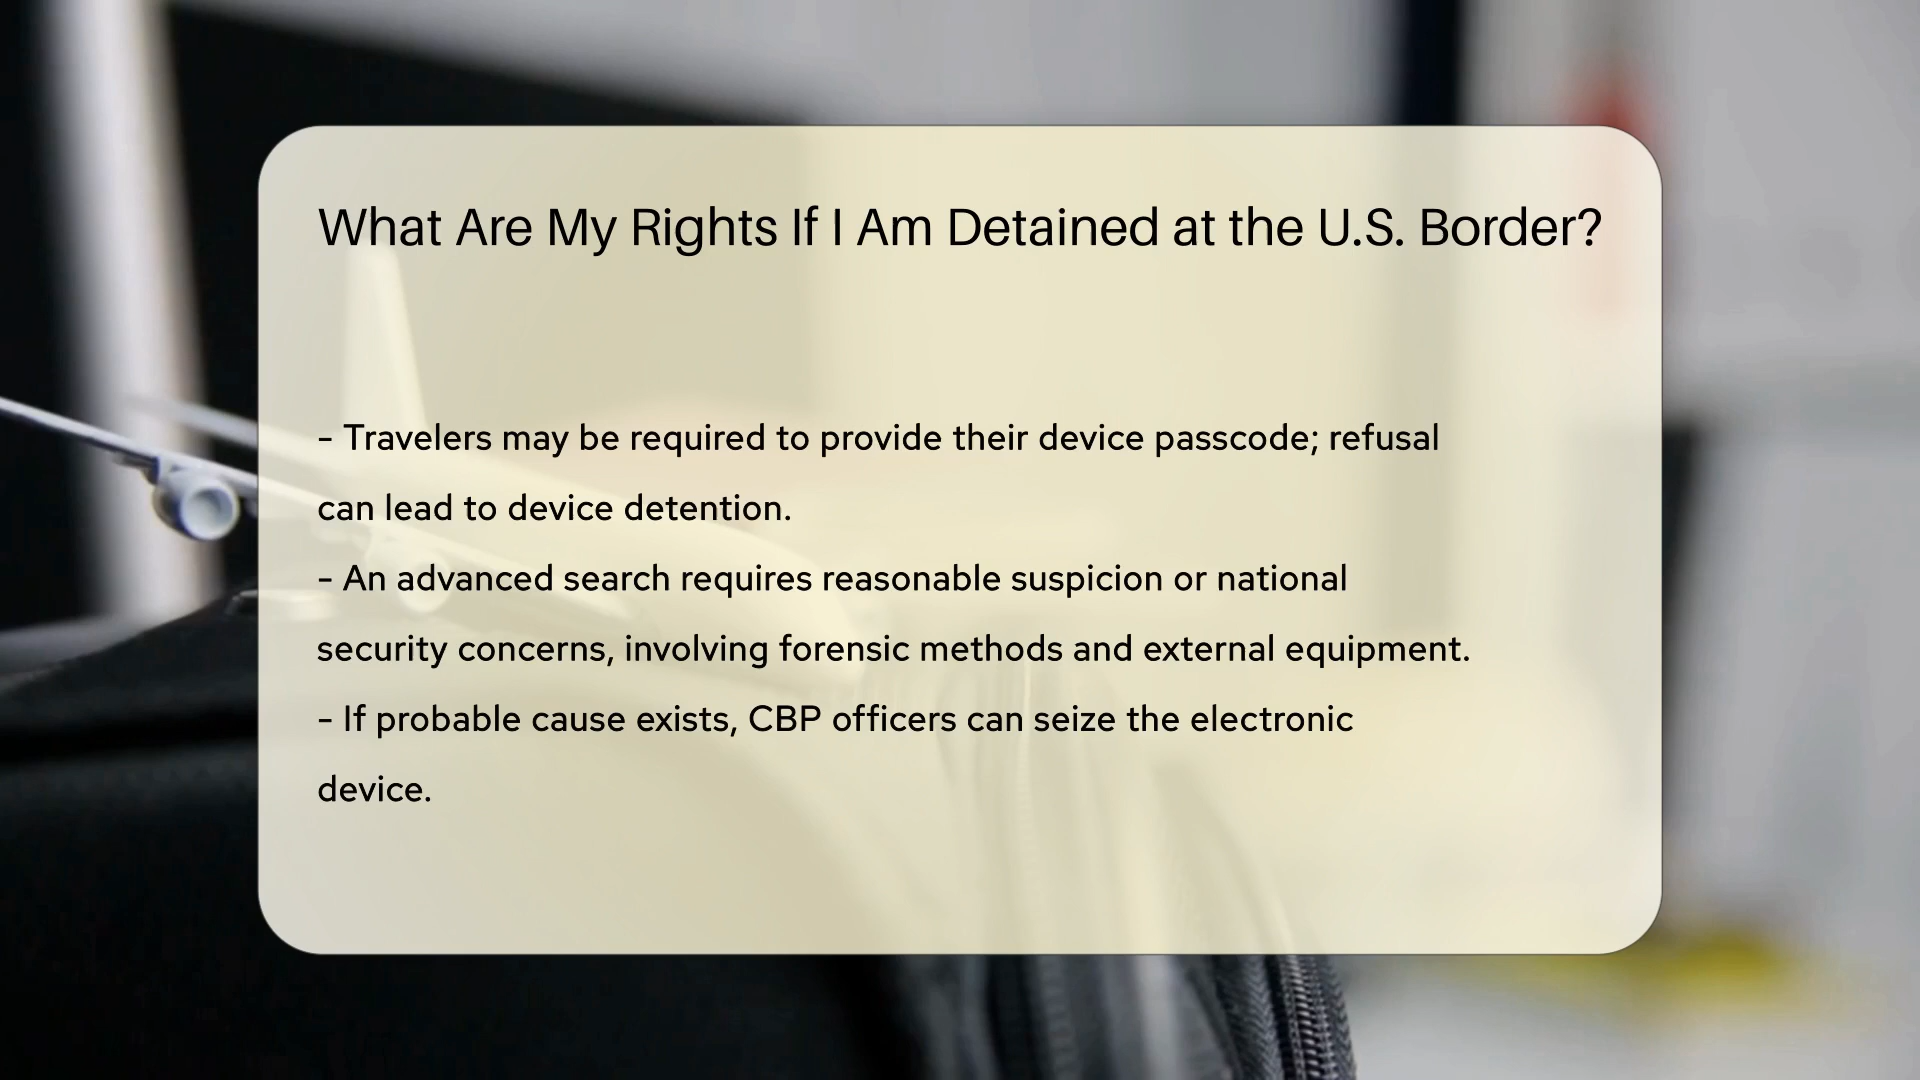 What Are My Rights If I Am Detained at the U.S. Border?
- Travelers may be required to provide their device passcode; refusal
can lead to device detention.
- An advanced search requires reasonable suspicion or national
security concerns, involving forensic methods and external equipment.
- If probable cause exists, CBP officers can seize the electronic
device.